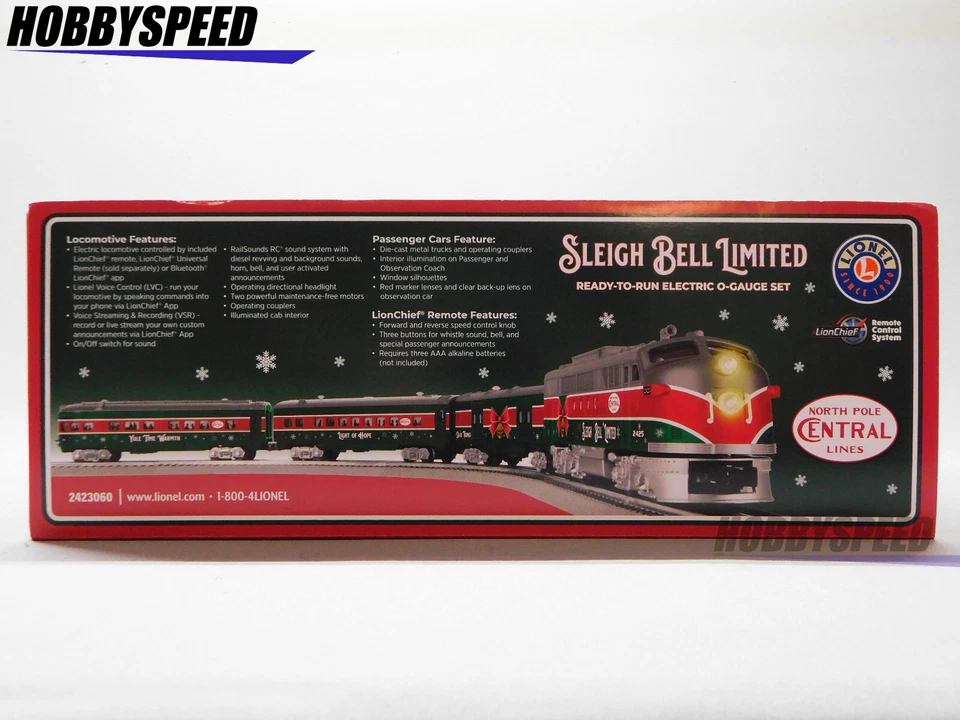 HOBBYSPEED
Locomotive Features:
• Electric locomotive controlled by included
LionChief® remote, LionChief® Universal
Remote (sold separately) or Bluetooth®
LionChief® app
• Lionel Voice Control (LVC) - run your
locomotive by speaking commands into
your phone via LionChief® App
• Voice Streaming & Recording (VSR) -
record or live stream your own custom
announcements via LionChief® App
• On/Off switch for sound
• RailSounds RC® sound system with
diesel revving and background sounds,
horn, bell, and user activated
announcements
• Operating directional headlight
• Two powerful maintenance-free motors
• Operating couplers
• Illuminated cab interior
Passenger Cars Feature:
• Die-cast metal trucks and operating couplers
• Interior illumination on Passenger and
Observation Coach
• Window silhouettes
• Red marker lenses and clear back-up lens on
observation car
LionChief® Remote Features:
• Forward and reverse speed control knob
• Three buttons for whistle sound, bell, and
special passenger announcements
• Requires three AAA alkaline batteries
(not included)
SLEIGH BELL LIMITED
READY-TO-RUN ELECTRIC O-GAUGE SET
LIONEL
L
SINCE 1900
LionChief
Remote
Control
System
NORTH POLE
CENTRAL
LINES
YULE TIME WARMTH
LIGHT OF HOPE
CENTRAL
SLEIGH BELL LIMITED
2425
2423060 | www.lionel.com • 1-800-4LIONEL
HOBBYSPEED